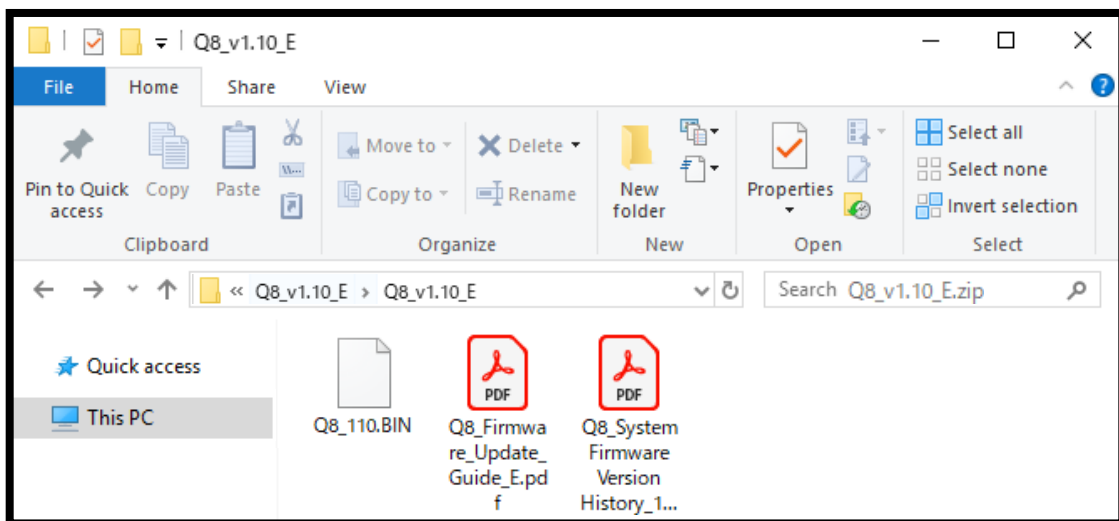 Q8_v1.10_E
File Home Share View
Pin to Quick access
Copy
Paste
Clipboard
Move to
Copy to
Delete
Rename
Organize
New folder
New
Properties
Open
Select all
Select none
Invert selection
Select
« Q8_v1.10_E > Q8_v1.10_E
Search Q8_v1.10_E.zip
Quick access
This PC
Q8_110.BIN
Q8_Firmwa
re_Update_
Guide_E.pd
f
PDF
Q8_System
Firmware
Version
History_1...
PDF